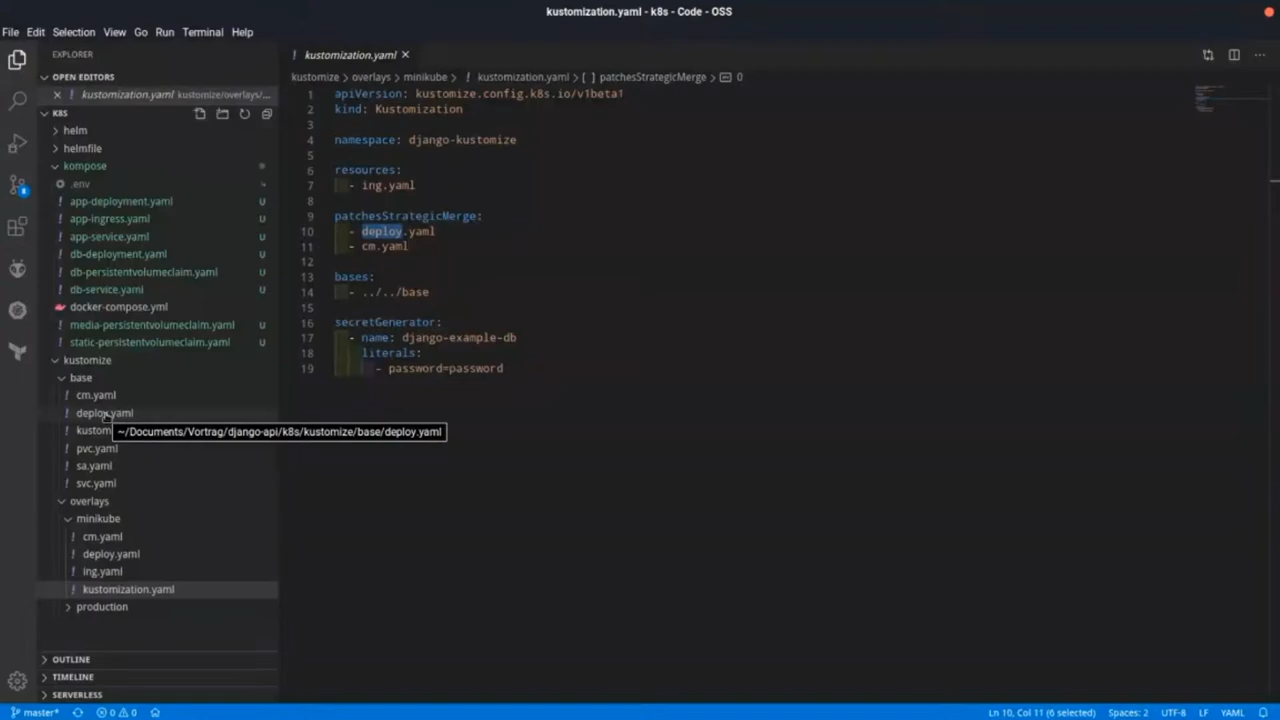 kustomization.yaml - k8s - Code - OSS
File Edit Selection View Go Run Terminal Help
EXPLORER
OPEN EDITORS
kustomization.yaml kustomize/overlays/...
K8S
helm
helmfile
kompose
.env
app-deployment.yaml U
app-ingress.yaml U
app-service.yaml U
db-deployment.yaml U
db-persistentvolumeclaim.yaml U
db-service.yaml U
docker-compose.yml
media-persistentvolumeclaim.yaml U
static-persistentvolumeclaim.yaml U
kustomize
base
cm.yaml
deploy.yaml
kustom
~/Documents/Vortrag/django-api/k8s/kustomize/base/deploy.yaml
pvc.yaml
sa.yaml
svc.yaml
overlays
minikube
cm.yaml
deploy.yaml
ing.yaml
kustomization.yaml
production
OUTLINE
TIMELINE
SERVERLESS
8
! kustomization.yaml ×
kustomize > overlays > minikube > ! kustomization.yaml > [ ] patchesStrategicMerge > 0
1 apiVersion: kustomize.config.k8s.io/v1beta1
2 kind: Kustomization
3
4 namespace: django-kustomize
5
6 resources:
7 - ing.yaml
8
9 patchesStrategicMerge:
10 - deploy.yaml
11 - cm.yaml
12
13 bases:
14 - ../../base
15
16 secretGenerator:
17 - name: django-example-db
18 literals:
19 - password=password
master* 0 0
Ln 10, Col 11 (6 selected) Spaces: 2 UTF-8 LF YAML